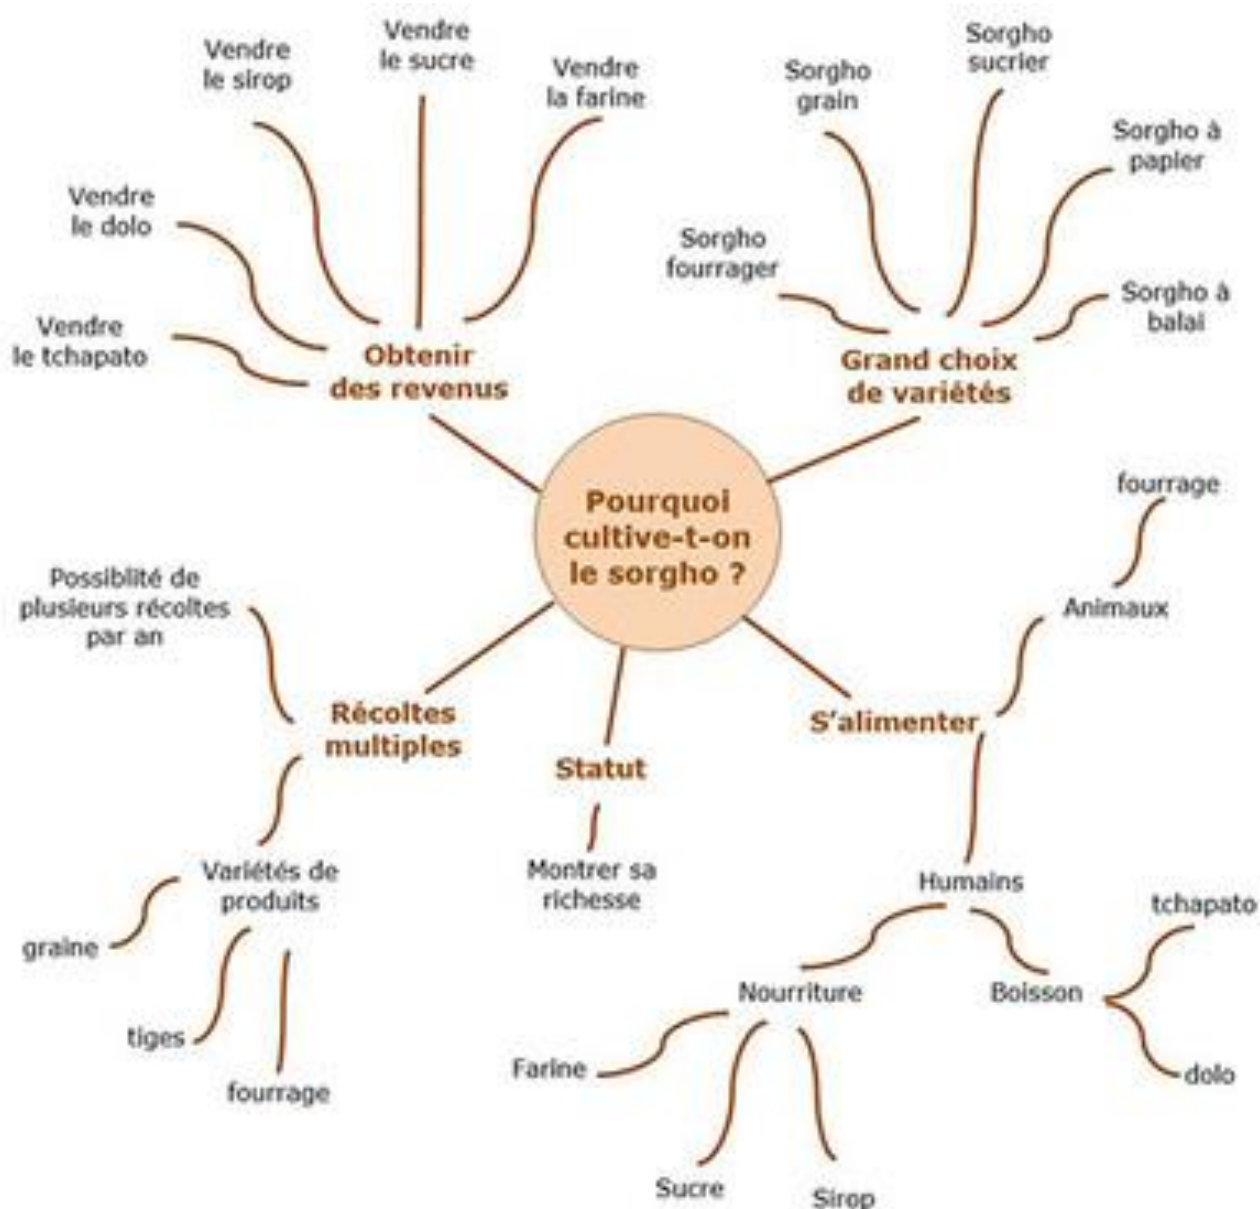 Vendre
le sirop
Vendre
le sucre
Vendre
la farine
Vendre
le dolo
Vendre
le tchapato
Obtenir
des revenus
Sorgho
grain
Sorgho
sucrier
Sorgho à
papier
Sorgho
fourrager
Sorgho à
balai
Grand choix
de variétés
Pourquoi
cultive-t-on
le sorgho ?
fourrage
Animaux
S'alimenter
Humains
Nourriture
Boisson
tchapato
dolo
Farine
Sucre
Sirop
Statut
Montrer sa
richesse
Possiblité de
plusieurs récoltes
par an
Récoltes
multiples
Variétés de
produits
graine
tiges
fourrage